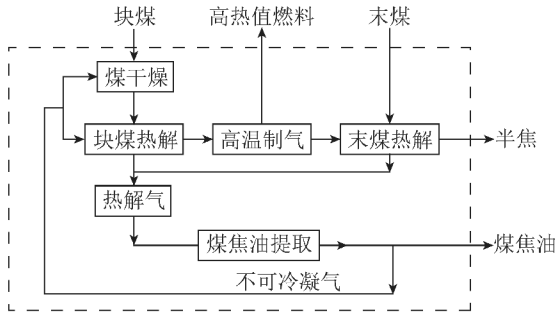 块煤
高热值燃料
末煤
煤干燥
块煤热解
高温制气
末煤热解
半焦
热解气
煤焦油提取
煤焦油
不可冷凝气